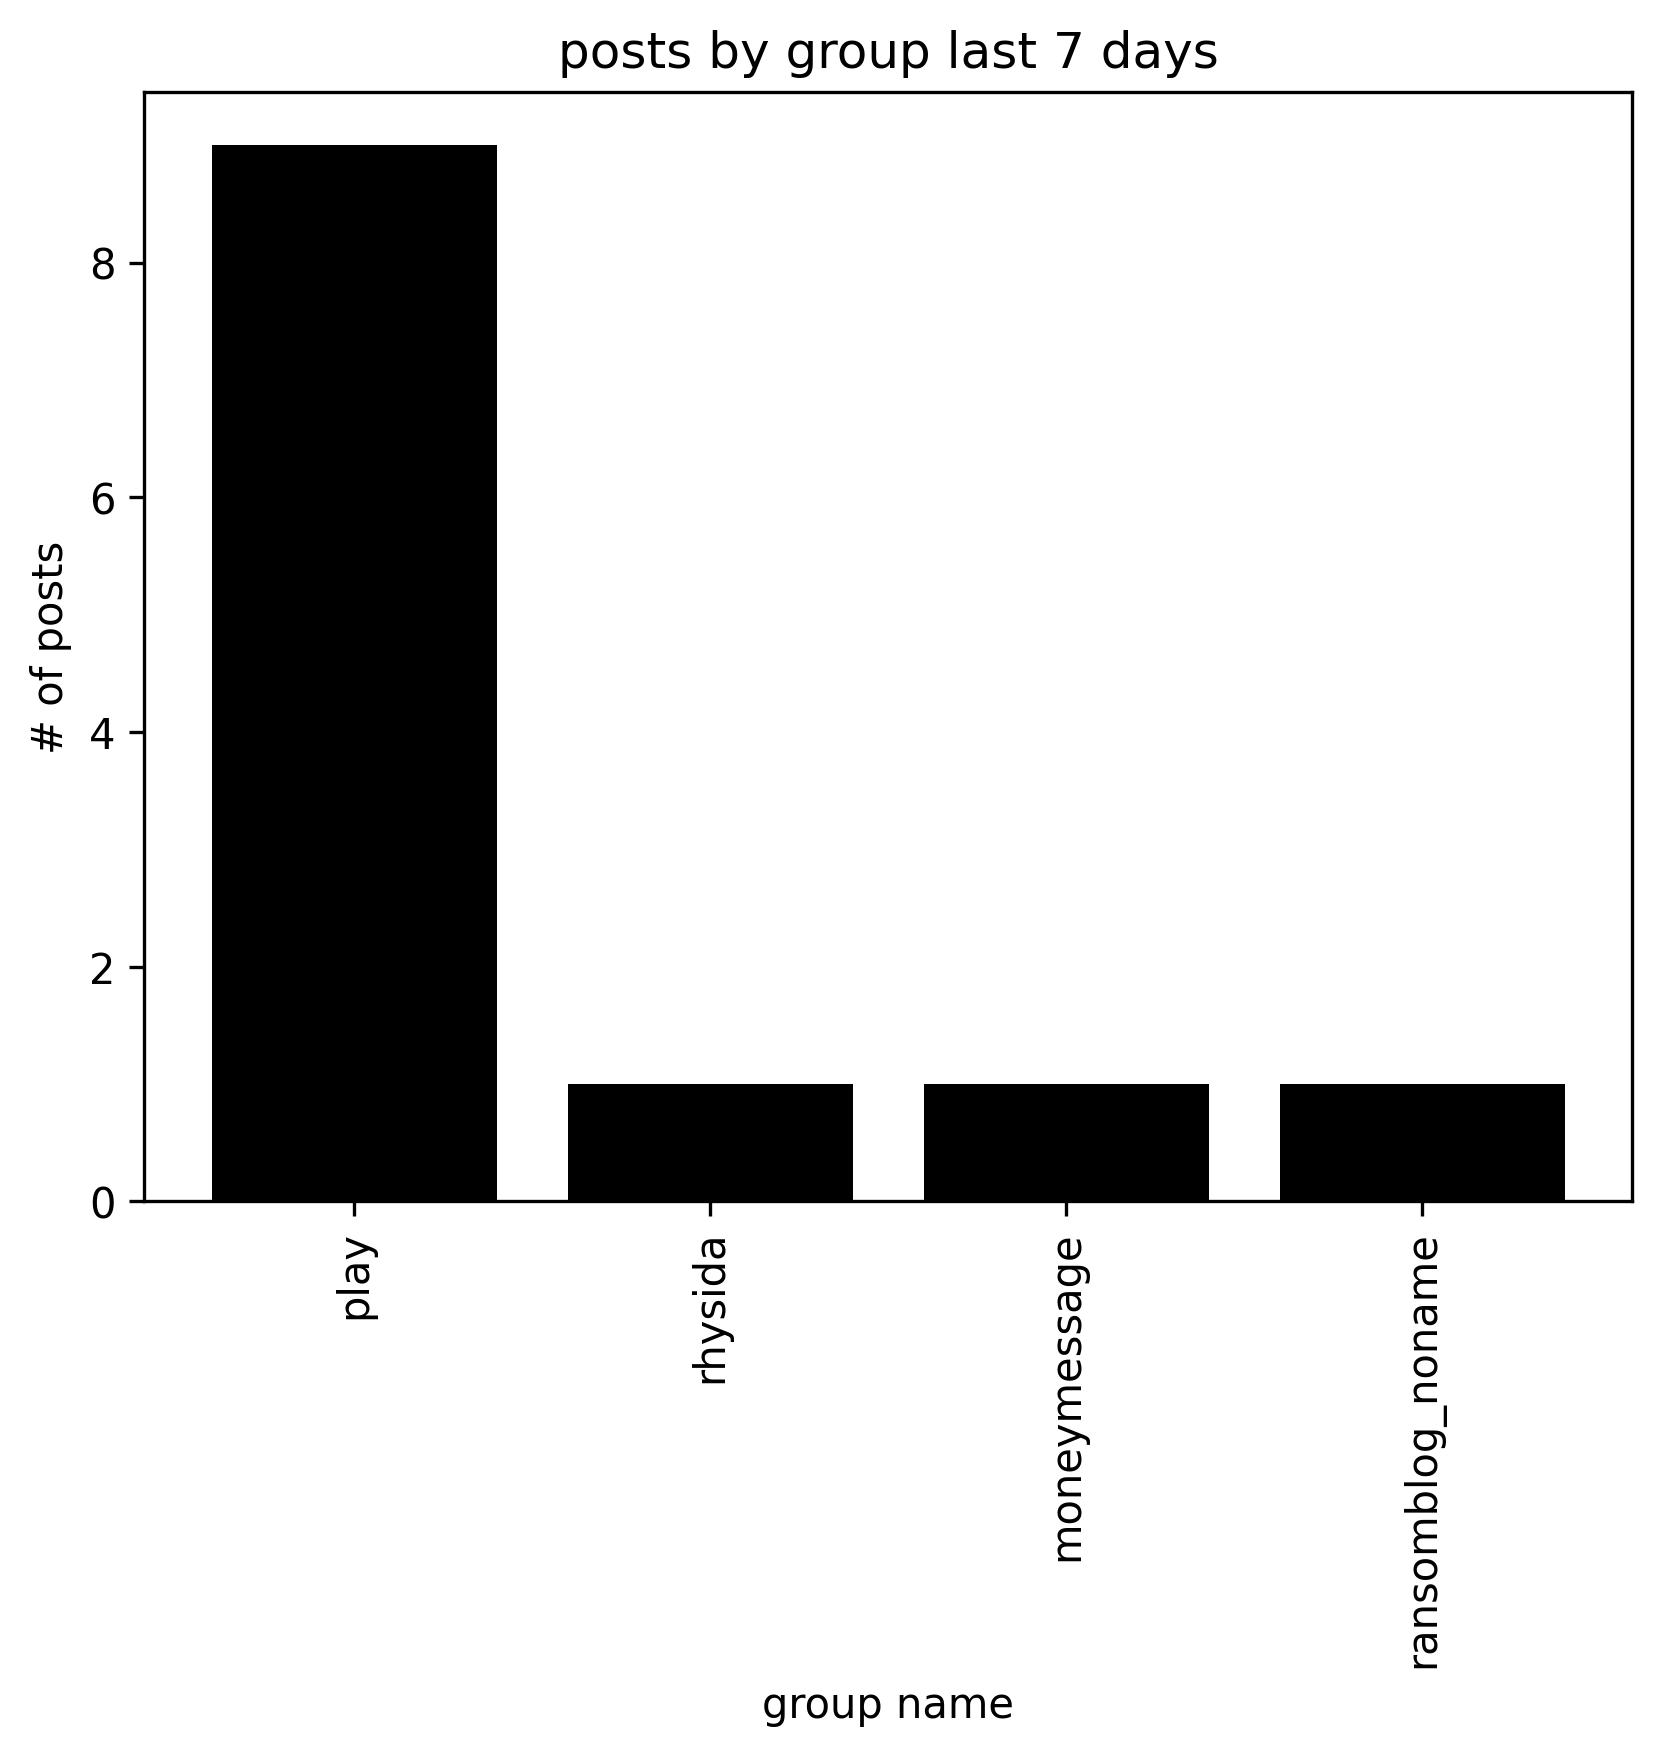 posts by group last 7 days
# of posts
8
6
4
2
0
play
rhysida
moneymessage
ransomblog_noname
group name